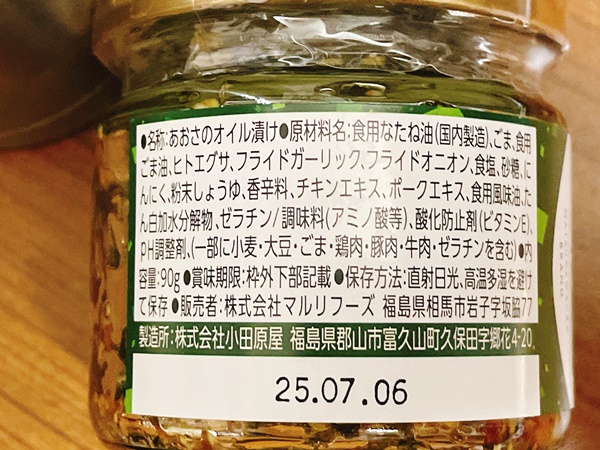 ●名称:あおさのオイル漬け●原材料名:食用なたね油(国内製造)、ごま、食用
ごま油、ヒトエグサ、フライドガーリック、フライドオニオン、食塩、砂糖、に
んにく、粉末しょうゆ、香辛料、チキンエキス、ポークエキス、食用風味油、た
ん白加水分解物、ゼラチン/調味料(アミノ酸等)、酸化防止剤(ビタミンE)、
pH調整剤、(一部に小麦・大豆・ごま・鶏肉・豚肉・牛肉・ゼラチンを含む)●内
容量:90g●賞味期限:枠外下部記載●保存方法:直射日光、高温多湿を避け
て保存●販売者:株式会社マルリフーズ 福島県相馬市岩子字坂脇77
製造所:株式会社小田原屋 福島県郡山市富久山町久保田字郷花4-20
25.07.06